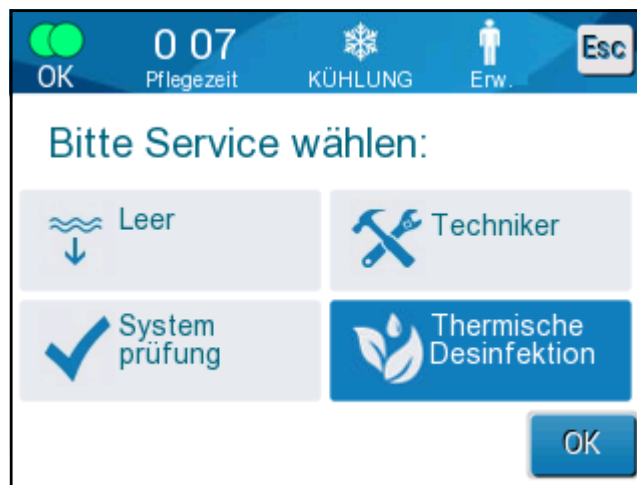 0 07
Esc
OK
Pflegezeit
KÜHLUNG
Erw.
Bitte Service wählen:
Leer
Techniker
System
prüfung
Thermische
Desinfektion
OK